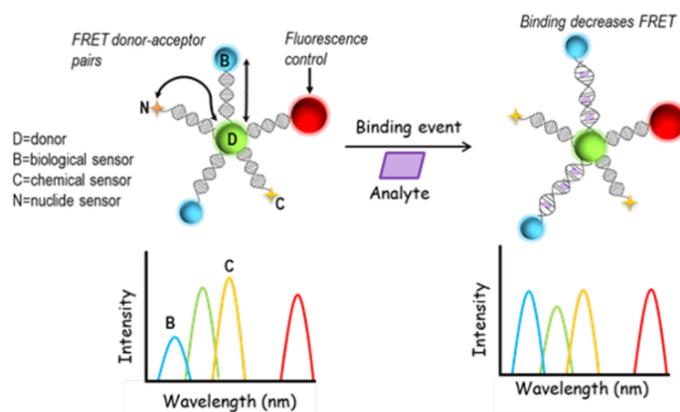 FRET donor-acceptor
pairs
Fluorescence
control
B
N
D
C
D=donor
B=biological sensor
C=chemical sensor
N=nuclide sensor
Binding event
Analyte
Binding decreases FRET
Intensity
B
C
Wavelength (nm)
Intensity
Wavelength (nm)